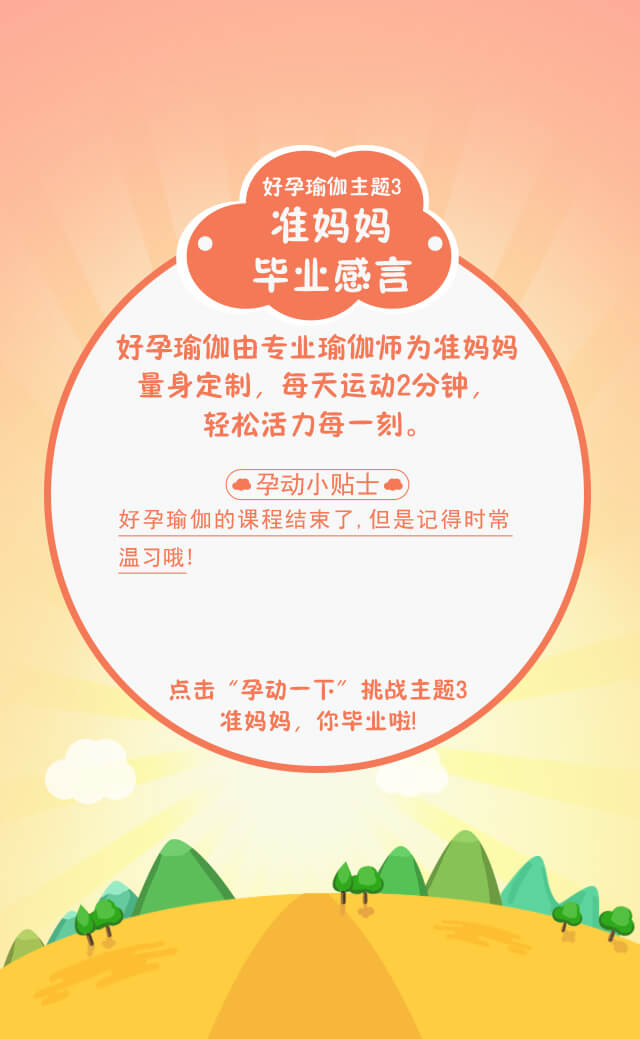 好孕瑜伽主题3
准妈妈
毕业感言
好孕瑜伽由专业瑜伽师为准妈妈
量身定制，每天运动2分钟，
轻松活力每一刻。
孕动小贴士
好孕瑜伽的课程结束了,但是记得时常
温习哦!
点击“孕动一下”挑战主题3
准妈妈，你毕业啦!